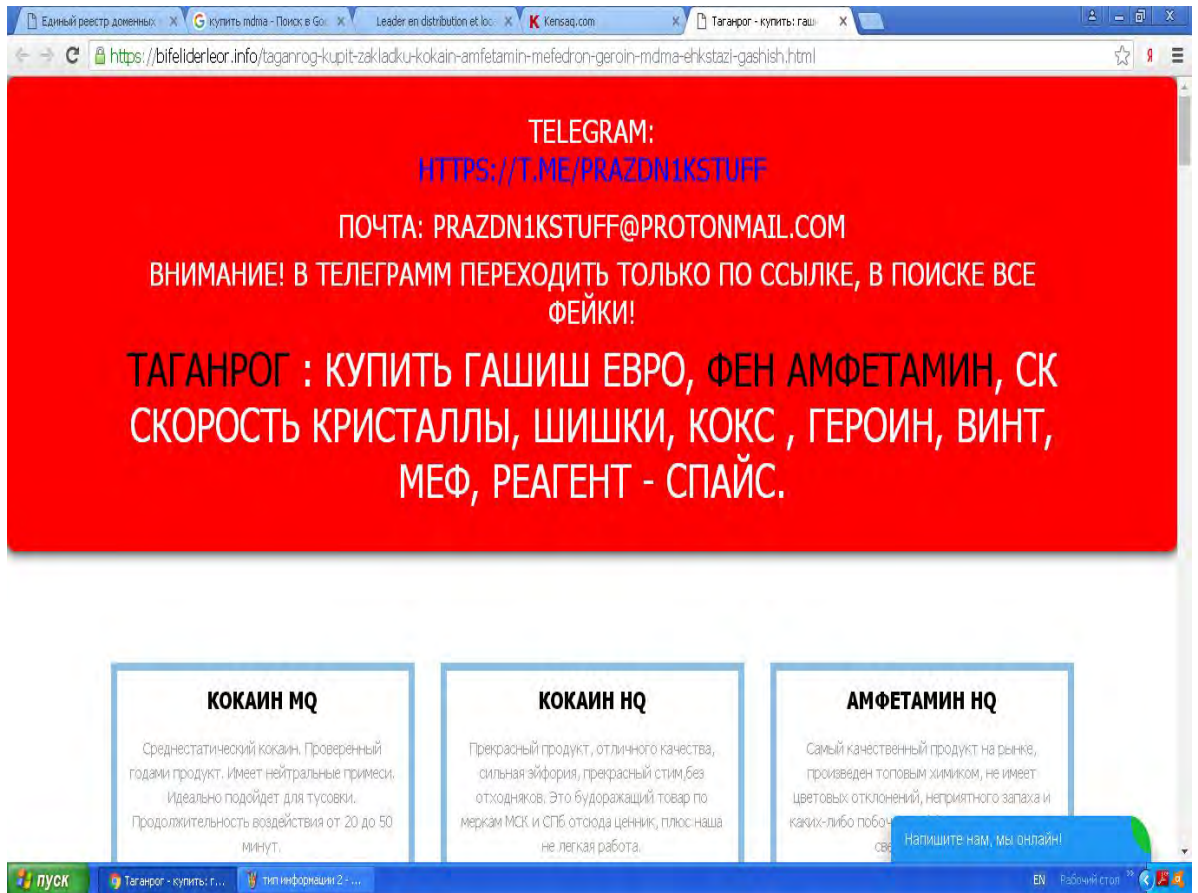 Единый реестр доменных
купить mdma - Поиск в Goo
Leader en distribution et loc
Kensaq.com
Таганрог - купить: гаш
https://bifeliderleor.info/taganrog-kupit-zakladku-kokain-amfetamin-mefedron-geroin-mdma-ehkstazi-gashish.html
TELEGRAM:
HTTPS://T.ME/PRAZDN1KSTUFF
ПОЧТА: PRAZDN1KSTUFF@PROTONMAIL.COM
ВНИМАНИЕ! В ТЕЛЕГРАММ ПЕРЕХОДИТЬ ТОЛЬКО ПО ССЫЛКЕ, В ПОИСКЕ ВСЕ
ФЕЙКИ!
ТАГАНРОГ : КУПИТЬ ГАШИШ ЕВРО, ФЕН АМФЕТАМИН, СК
СКОРОСТЬ КРИСТАЛЛЫ, ШИШКИ, КОКС , ГЕРОИН, ВИНТ,
МЕФ, РЕАГЕНТ - СПАЙС.
КОКАИН MQ
Среднестатический кокаин. Проверенный
годами продукт. Имеет нейтральные примеси.
Идеально подойдет для тусовки.
Продолжительность воздействия от 20 до 50
минут.
КОКАИН HQ
Прекрасный продукт, отличного качества,
сильная эйфория, прекрасный стим,без
отходняков. Это будоражащий товар по
меркам МСК и СПб отсюда ценник, плюс наша
не легкая работа.
АМФЕТАМИН HQ
Самый качественный продукт на рынке,
произведен топовым химиком, не имеет
цветовых отклонений, неприятного запаха и
каких-либо побоч
све
Напишите нам, мы онлайн!
пуск
Таганрог - купить: г...
тип информации 2 - ...
EN
Рабочий стол